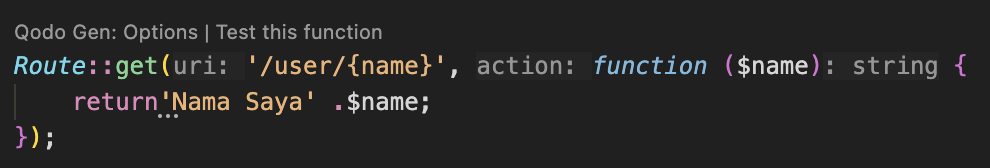 Qodo Gen: Options | Test this function
Route::get(uri: '/user/{name}', action: function ($name): string {
return'Nama Saya' .$name;
});